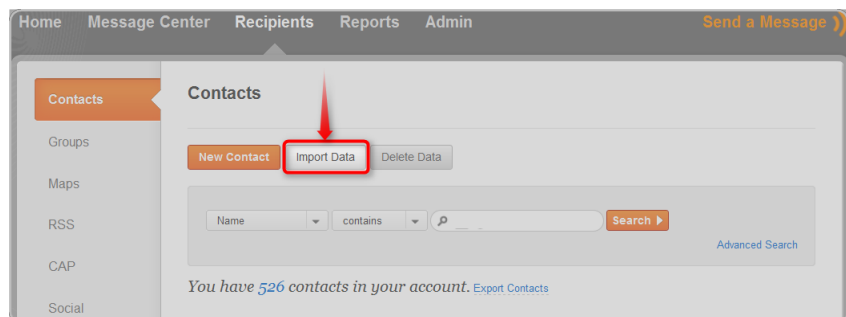 Home Message Center Recipients Reports Admin Send a Message
Contacts
Groups
Maps
RSS
CAP
Social
Contacts
New Contact Import Data Delete Data
Name contains Search
Advanced Search
You have 526 contacts in your account. Export Contacts